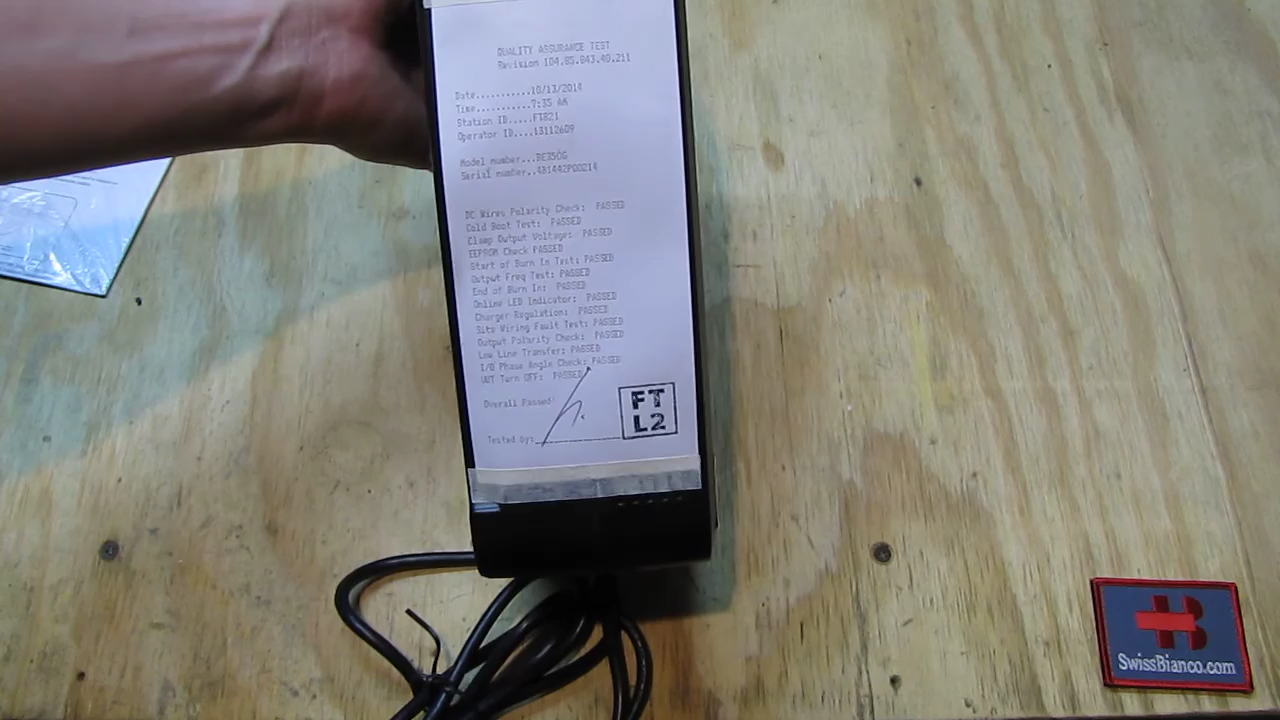 QUALITY ASSURANCE TEST
Revision 104.05.843.40.211
Date...........10/13/2014
Time...........7:35 AM
Station ID.....FT821
Operator ID....13112609
Model number...BE350G
Serial number..4B1442P00214
DC Wires Polarity Check: PASSED
Cold Boot Test: PASSED
Clamp Output Voltage: PASSED
EEPROM Check PASSED
Start of Burn In Test: PASSED
Output Freq Test: PASSED
End of Burn In: PASSED
Online LED Indicator: PASSED
Charger Regulation: PASSED
Site Wiring Fault Test: PASSED
Output Polarity Check: PASSED
Low Line Transfer: PASSED
I/O Phase Angle Check: PASSED
UUT Turn OFF: PASSED
Overall Passed!
Tested by:
FT
L2
SwissBianco.com